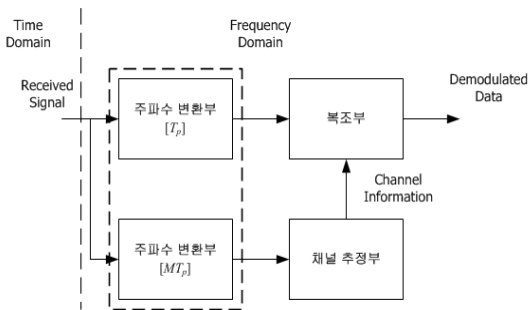 Time
Domain
Frequency
Domain
Received
Signal
주파수 변환부
[Tp]
복조부
Demodulated
Data
Channel
Information
주파수 변환부
[MTp]
채널 추정부